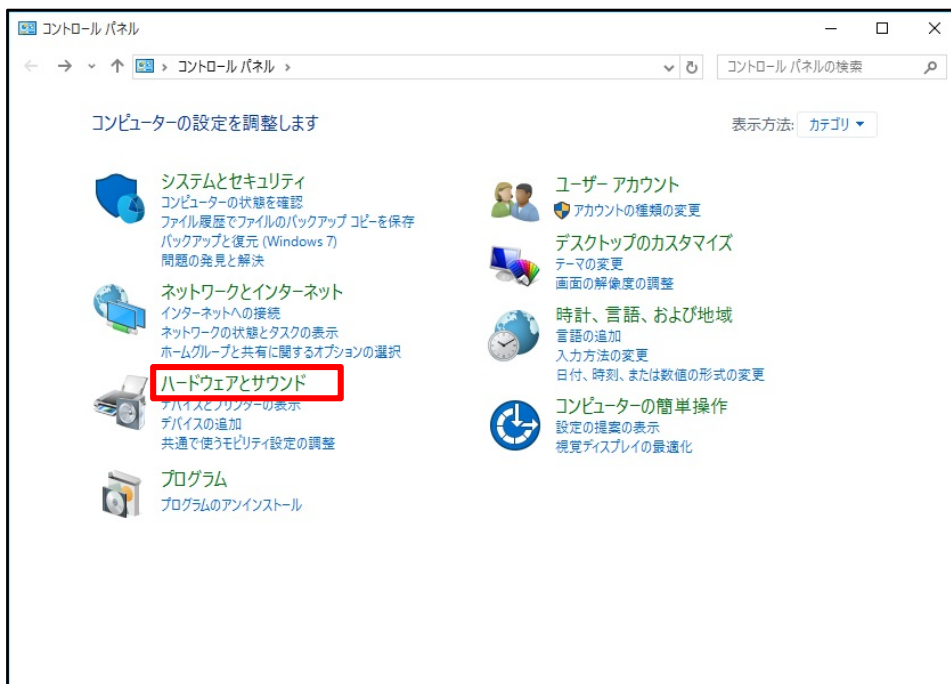 コントロール パネル
コントロール パネル
コントロール パネルの検索
コンピューターの設定を調整します
表示方法: カテゴリ
システムとセキュリティ
コンピューターの状態を確認
ファイル履歴でファイルのバックアップ コピーを保存
バックアップと復元 (Windows 7)
問題の発見と解決
ネットワークとインターネット
インターネットへの接続
ネットワークの状態とタスクの表示
ホームグループと共有に関するオプションの選択
ハードウェアとサウンド
デバイスとプリンターの表示
デバイスの追加
共通で使うモビリティ設定の調整
プログラム
プログラムのアンインストール
ユーザー アカウント
アカウントの種類の変更
デスクトップのカスタマイズ
テーマの変更
画面の解像度の調整
時計、言語、および地域
言語の追加
入力方法の変更
日付、時刻、または数値の形式の変更
コンピューターの簡単操作
設定の提案の表示
視覚ディスプレイの最適化